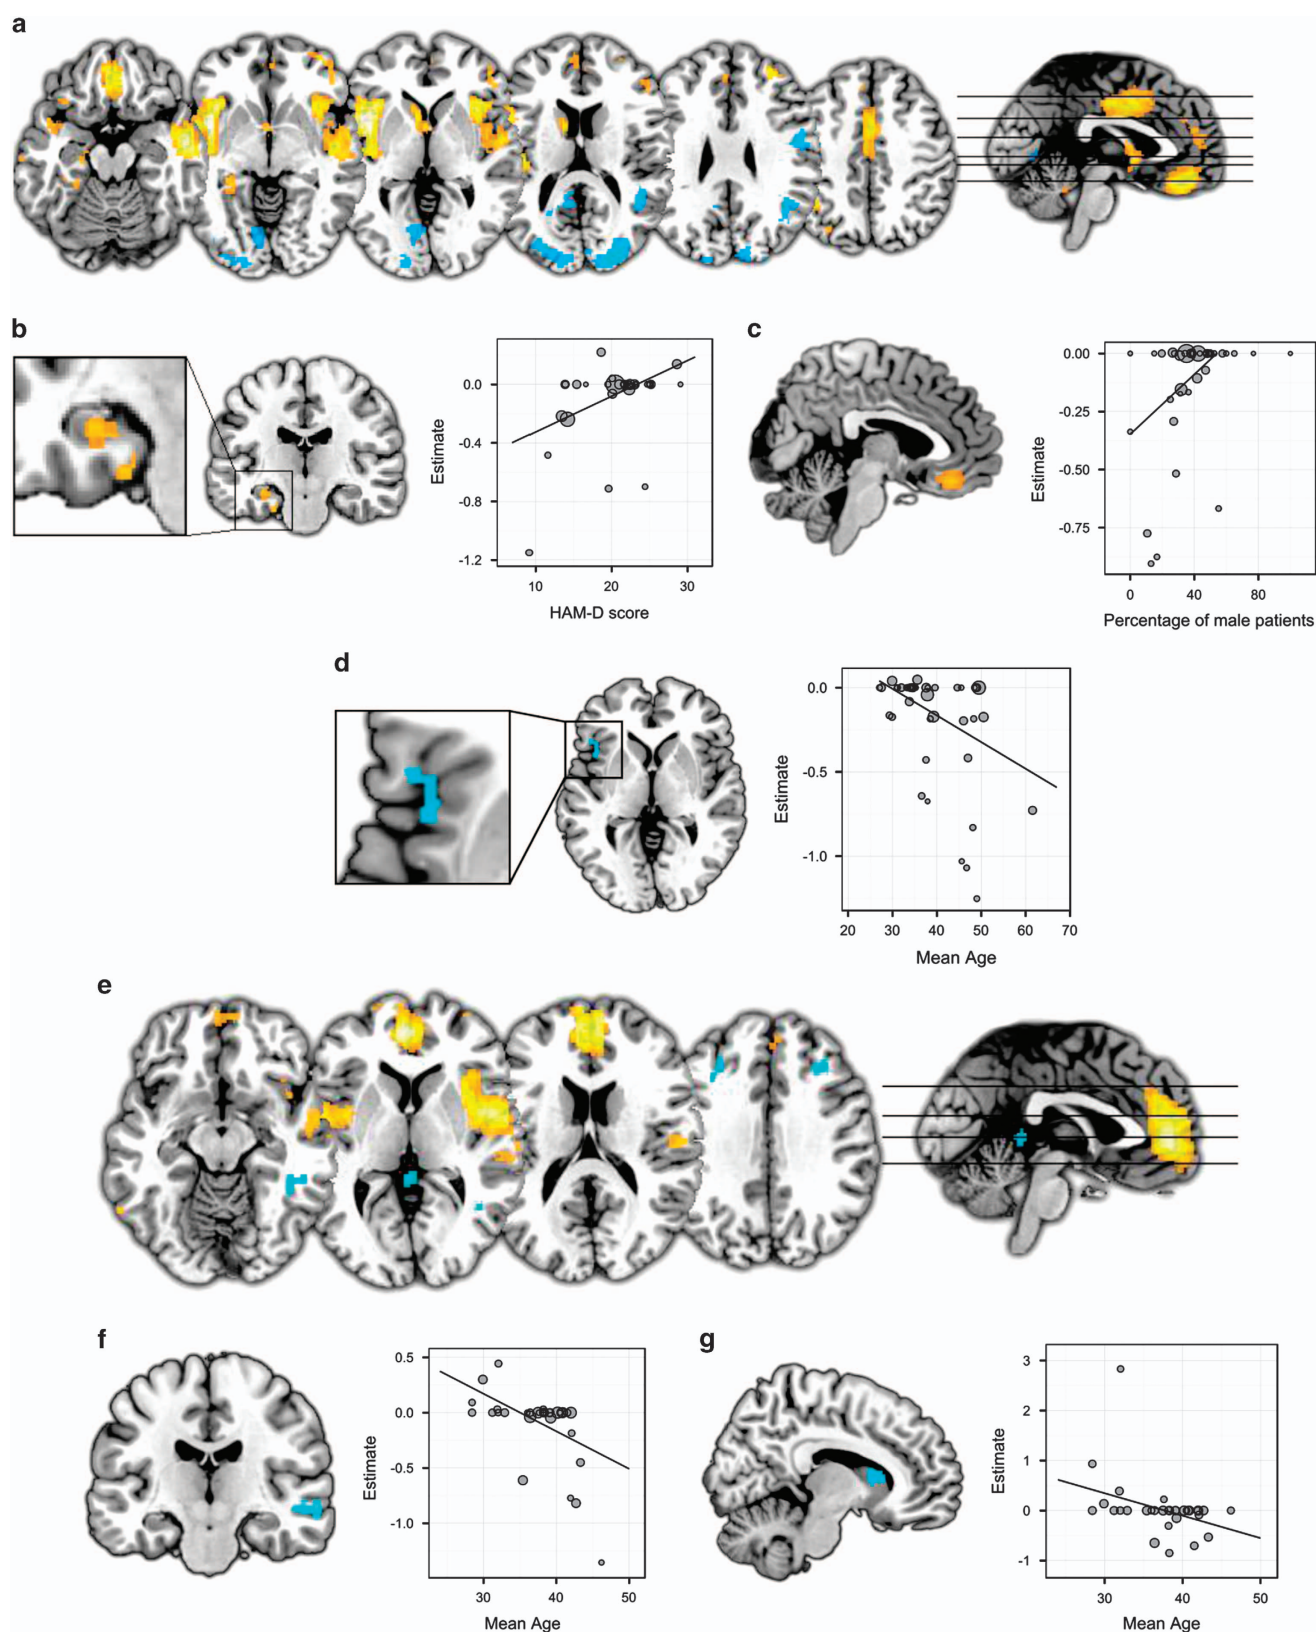 a
b
0.0
-0.4
-0.8
-1.2
Estimate
10 20 30
HAM-D score
c
0.00
-0.25
-0.50
-0.75
Estimate
0 40 80
Percentage of male patients
d
0.0
-0.5
-1.0
Estimate
20 30 40 50 60 70
Mean Age
e
f
0.5
0.0
-0.5
-1.0
Estimate
30 40 50
Mean Age
g
3
2
1
0
-1
Estimate
30 40 50
Mean Age